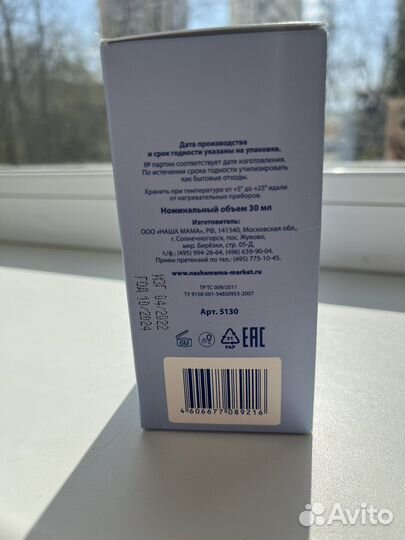 Дата производства
и срок годности указаны на упаковке.
№ партии соответствует дате изготовления.
По истечении срока годности утилизировать
как бытовые отходы.
Хранить при температуре от +5° до +25° вдали
от нагревательных приборов.
Номинальный объем 30 мл
Изготовитель:
ООО «НАША МАМА», РФ, 141540, Московская обл.,
г. Солнечногорск, пос. Жуково,
мкр. Берёзки, стр. 05-Д,
т/ф: (495) 994-26-64, (496) 639-90-04.
Прием претензий по тел.: (495) 775-10-45.
www.nashamama-market.ru
ТР ТС 009/2011
ТУ 9158-001-54850953-2007
Арт. 5130
ИЗГ 04/2022
ГОД 10/2024
6M
21
PAP
EAC
4 606677 089216
Avito